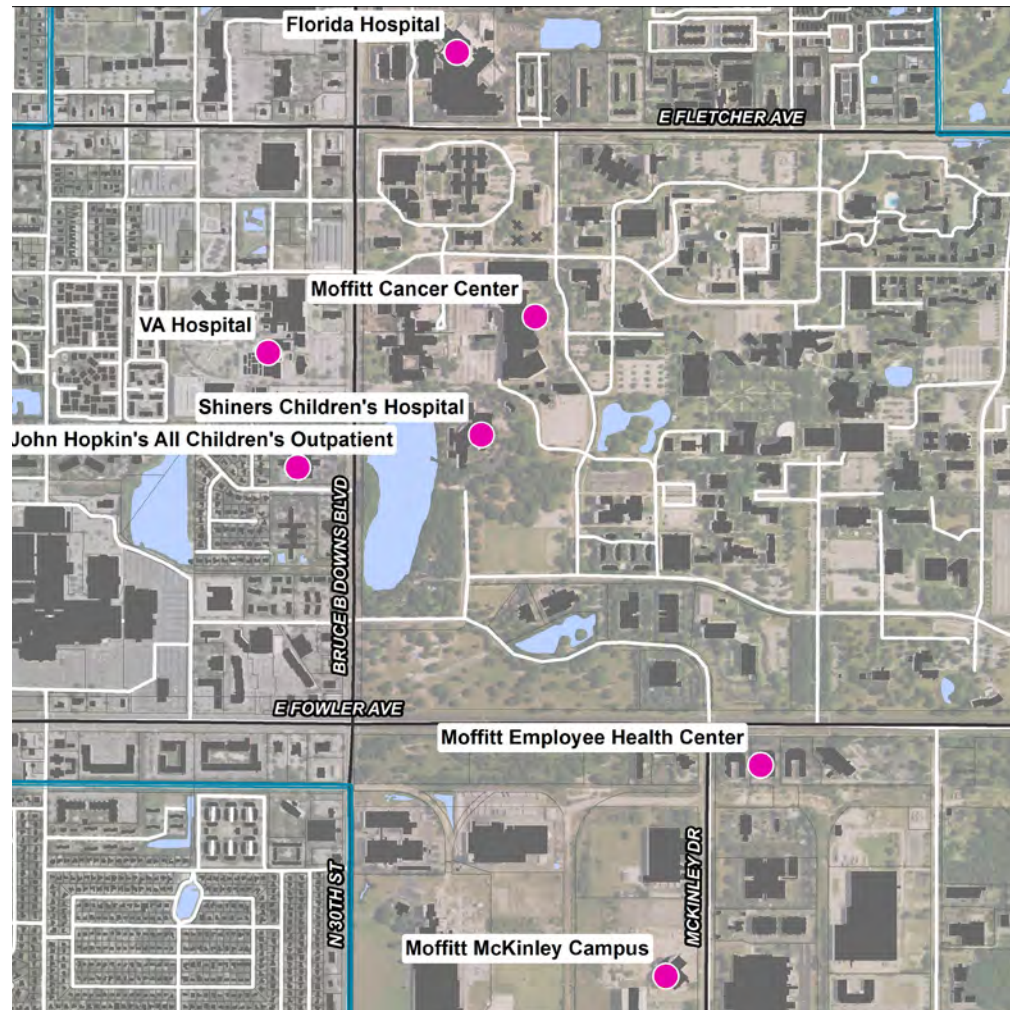 Florida Hospital
E FLETCHER AVE
Moffitt Cancer Center
VA Hospital
Shiners Children's Hospital
John Hopkin's All Children's Outpatient
BRUCE B DOWNS BLVD
E FOWLER AVE
Moffitt Employee Health Center
N 30TH ST
MCKINLEY DR
Moffitt McKinley Campus